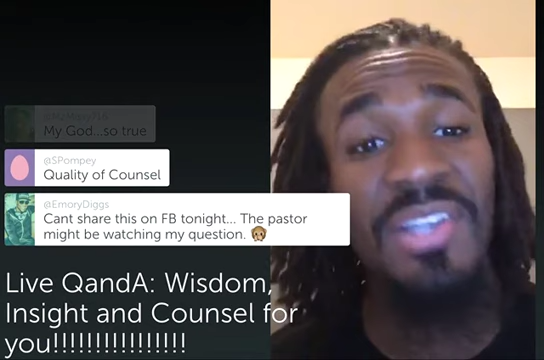 My God...so true
@SPompey
Quality of Counsel
@EmoryDiggs
Cant share this on FB tonight... The pastor
might be watching my question. 🙊
Live QandA: Wisdom,
Insight and Counsel for
you!!!!!!!!!!!!!!!!!